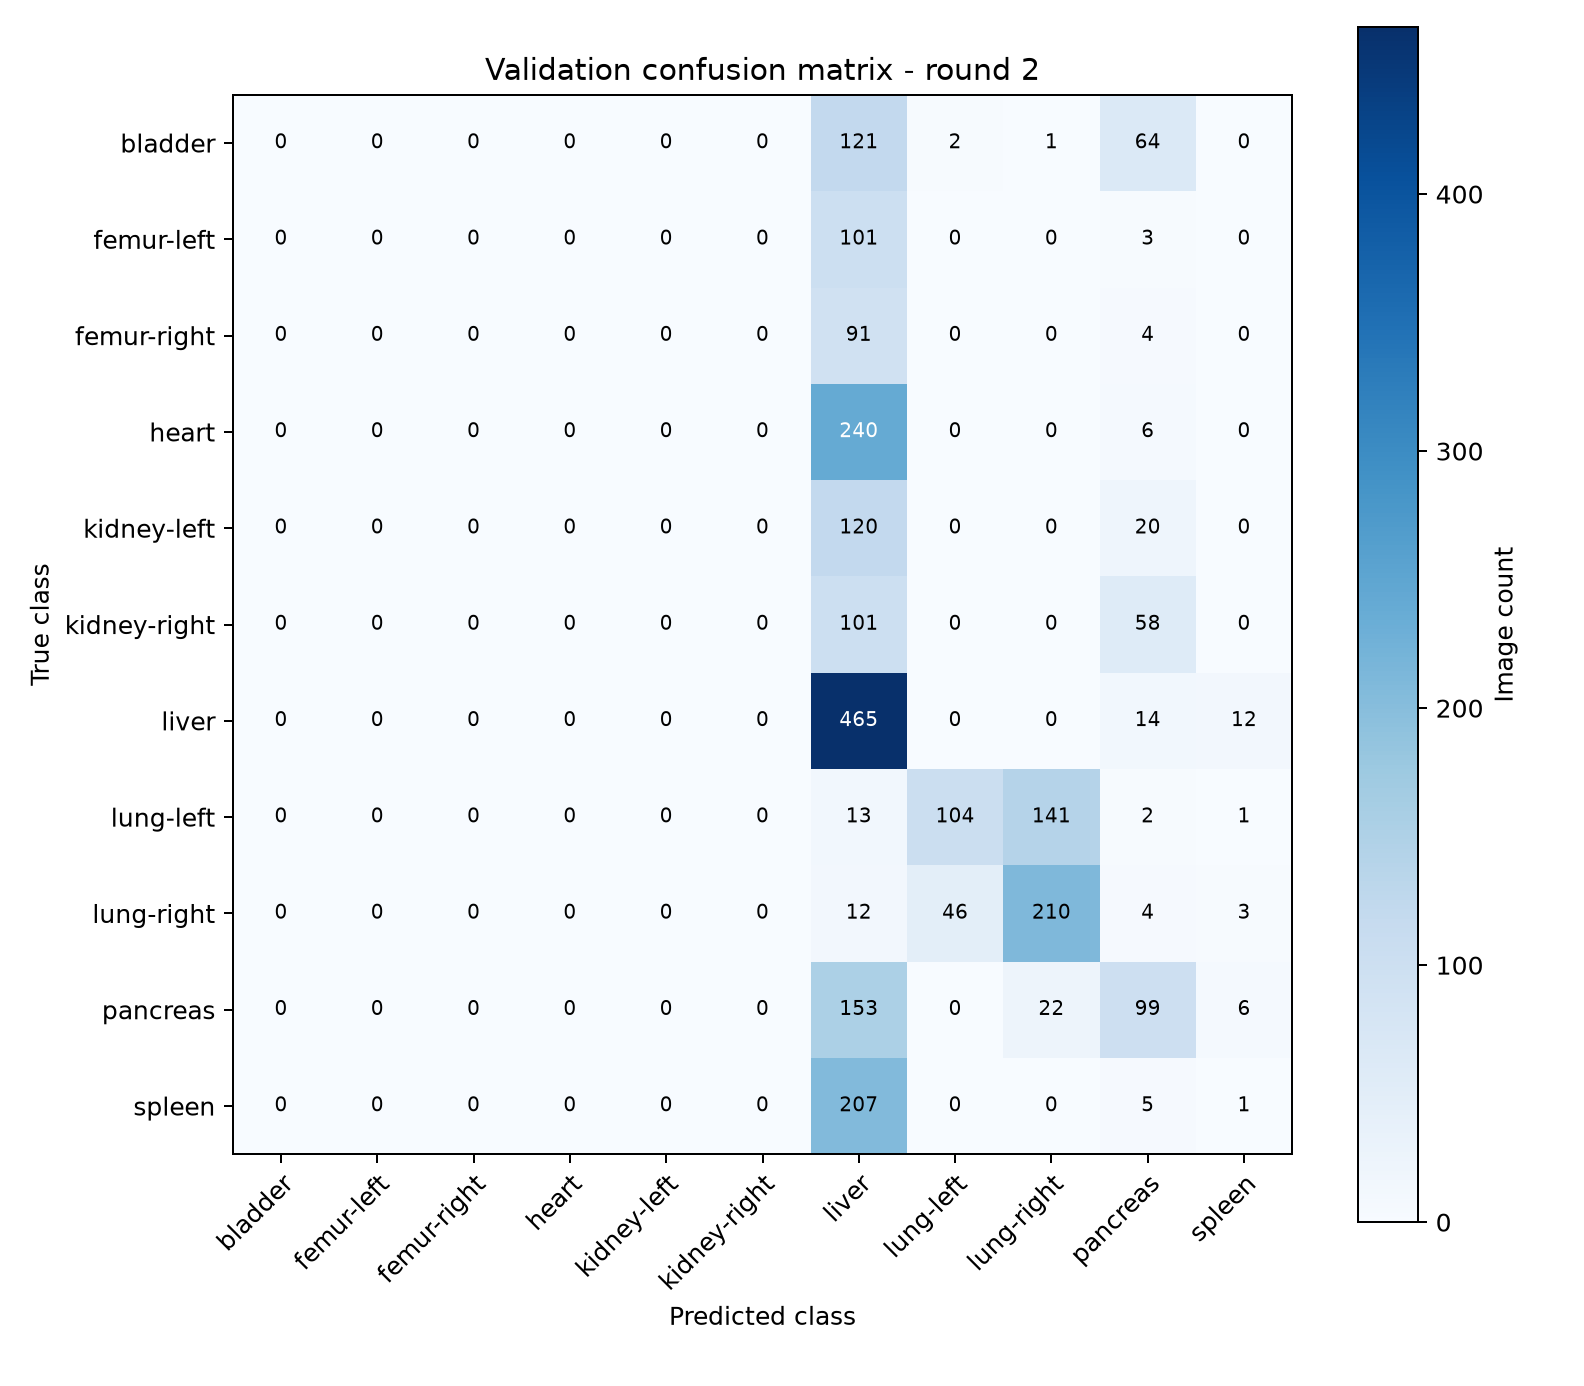 Validation confusion matrix - round 2
True class
bladder 0 0 0 0 0 0 121 2 1 64 0
femur-left 0 0 0 0 0 0 101 0 0 3 0
femur-right 0 0 0 0 0 0 91 0 0 4 0
heart 0 0 0 0 0 0 240 0 0 6 0
kidney-left 0 0 0 0 0 0 120 0 0 20 0
kidney-right 0 0 0 0 0 0 101 0 0 58 0
liver 0 0 0 0 0 0 465 0 0 14 12
lung-left 0 0 0 0 0 0 13 104 141 2 1
lung-right 0 0 0 0 0 0 12 46 210 4 3
pancreas 0 0 0 0 0 0 153 0 22 99 6
spleen 0 0 0 0 0 0 207 0 0 5 1
bladder femur-left femur-right heart kidney-left kidney-right liver lung-left lung-right pancreas spleen
Predicted class
400
300
200
100
0
Image count